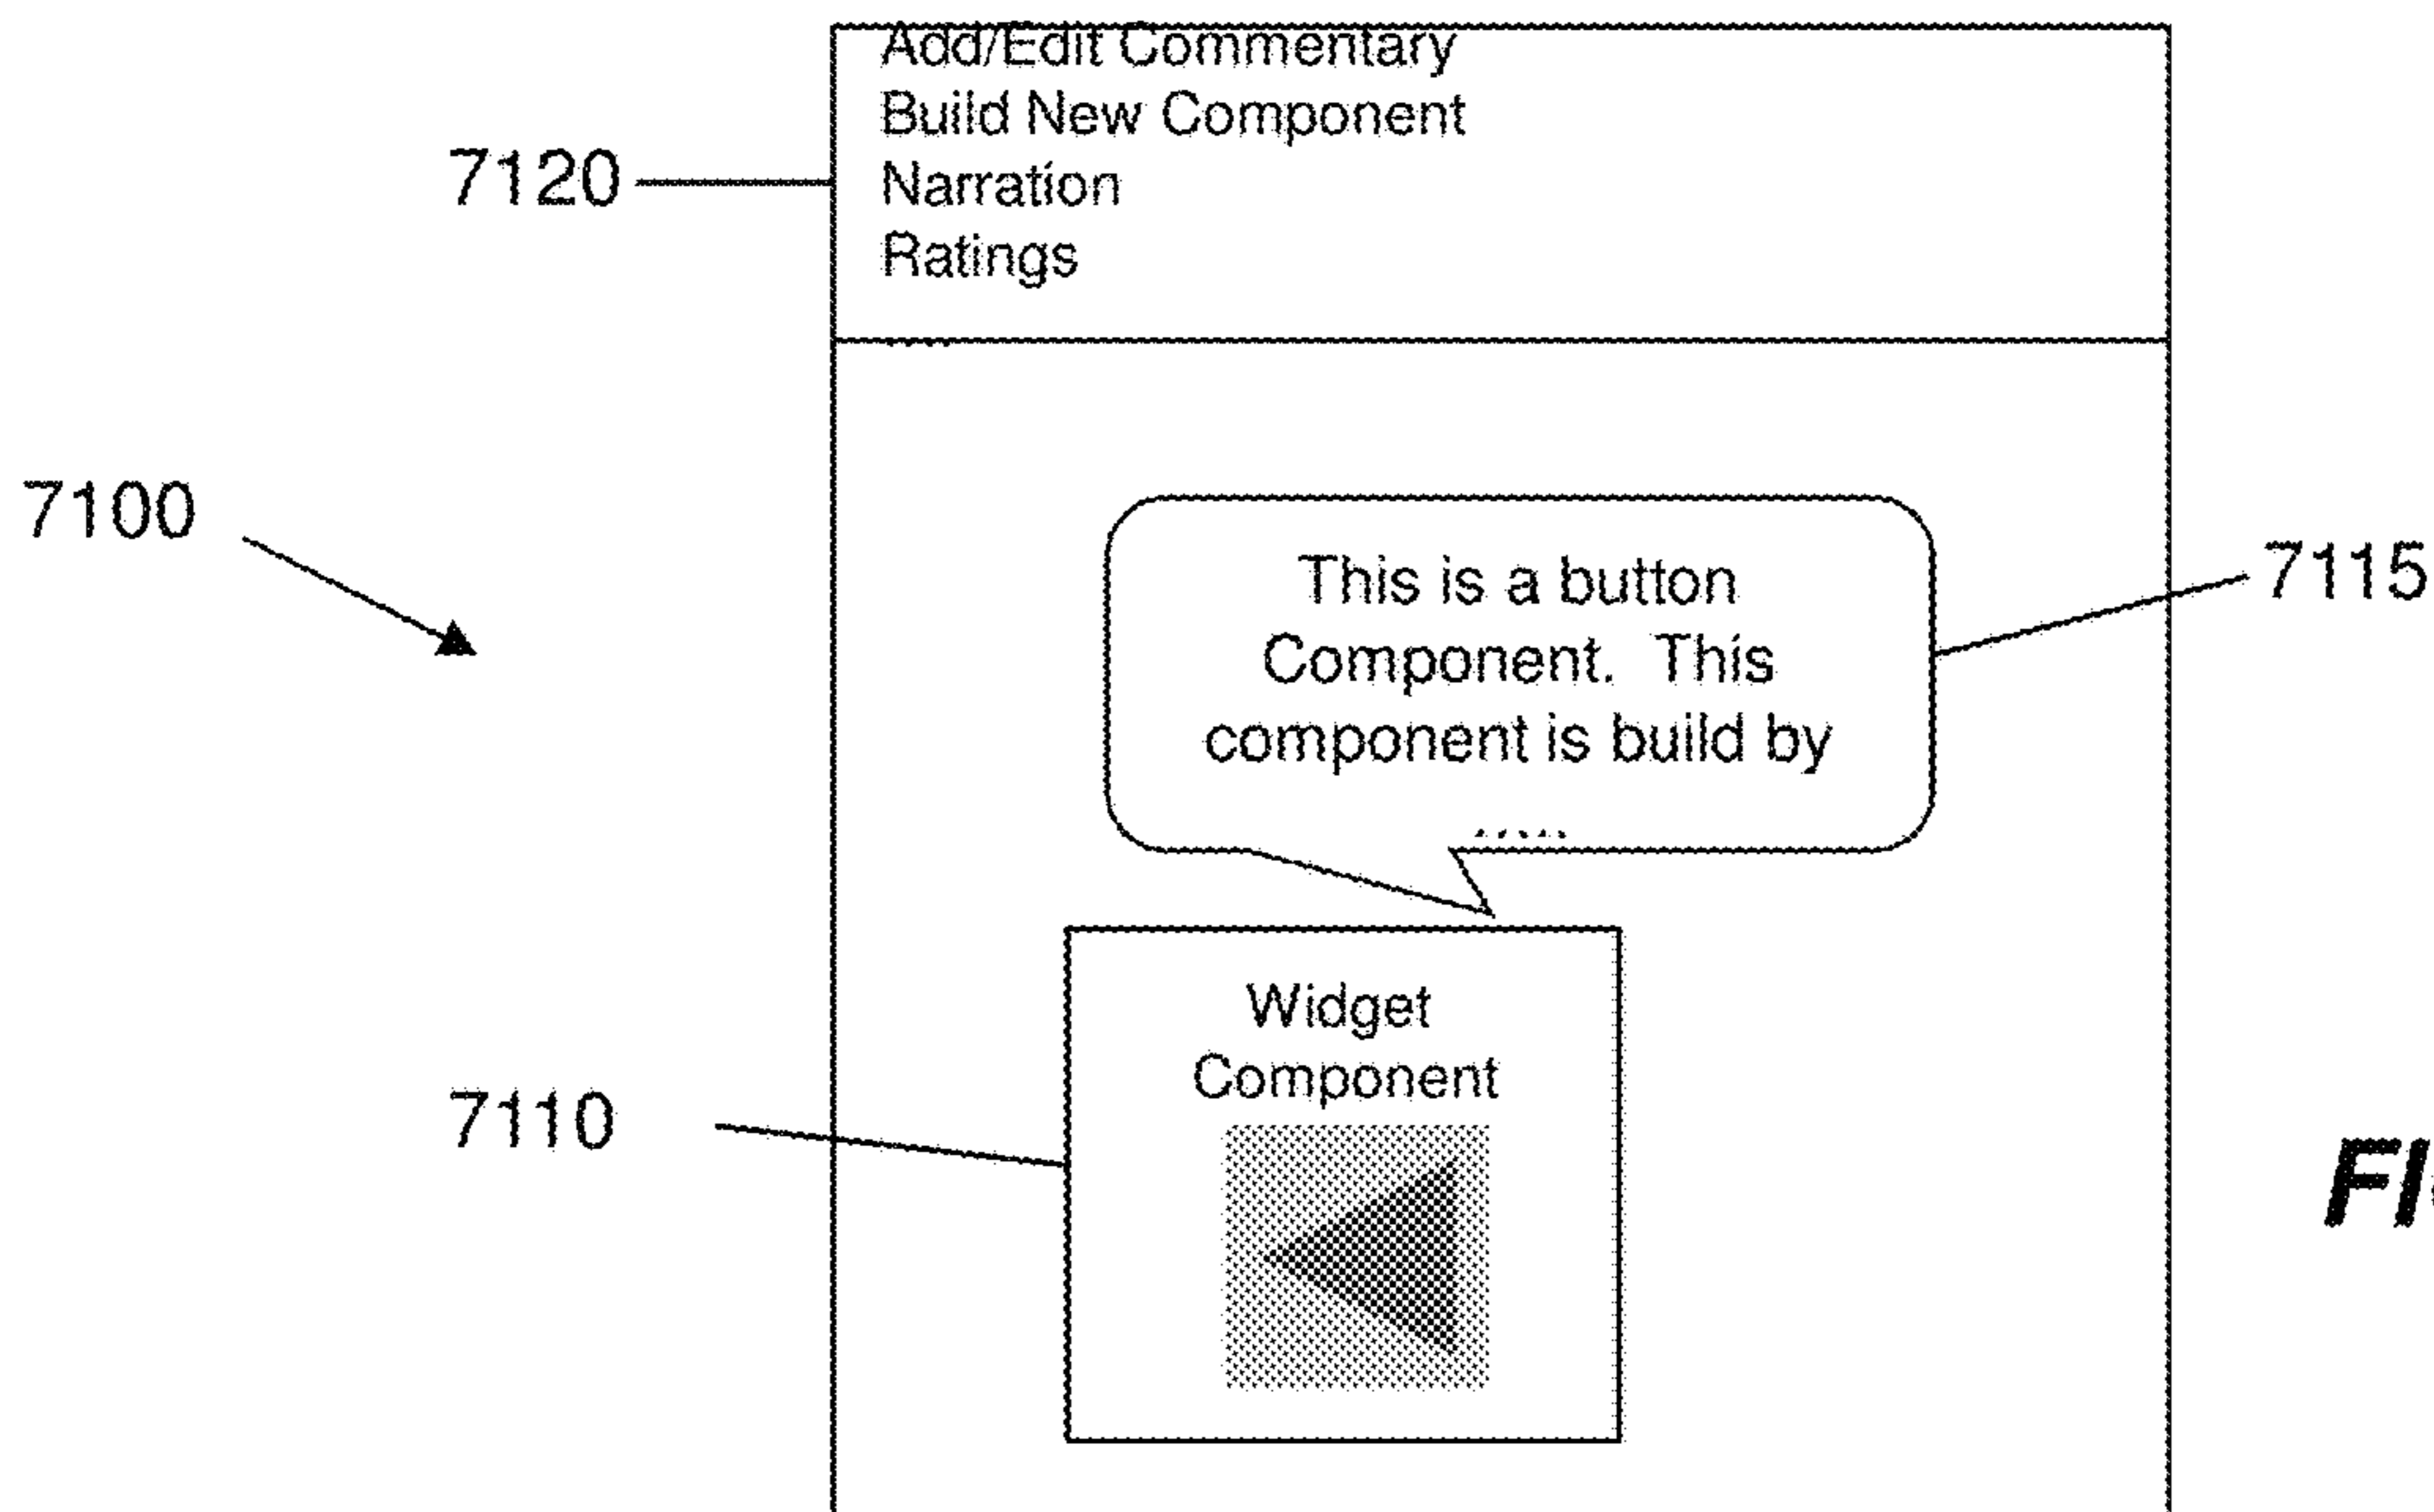 Add/Edit Commentary
Build New Component
7120
Narration
Ratings
....
7100
This is a button
7115
Component.  This
component is build by
.....
Widget
Component
7110